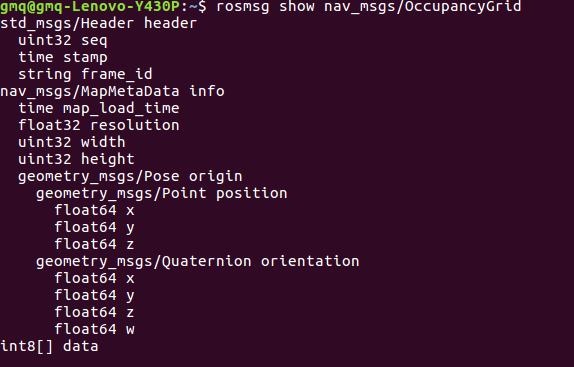 gmq@gmq-Lenovo-Y430P:~$ rosmsg show nav_msgs/OccupancyGrid
std_msgs/Header header
  uint32 seq
  time stamp
  string frame_id
nav_msgs/MapMetaData info
  time map_load_time
  float32 resolution
  uint32 width
  uint32 height
  geometry_msgs/Pose origin
    geometry_msgs/Point position
      float64 x
      float64 y
      float64 z
    geometry_msgs/Quaternion orientation
      float64 x
      float64 y
      float64 z
      float64 w
int8[] data